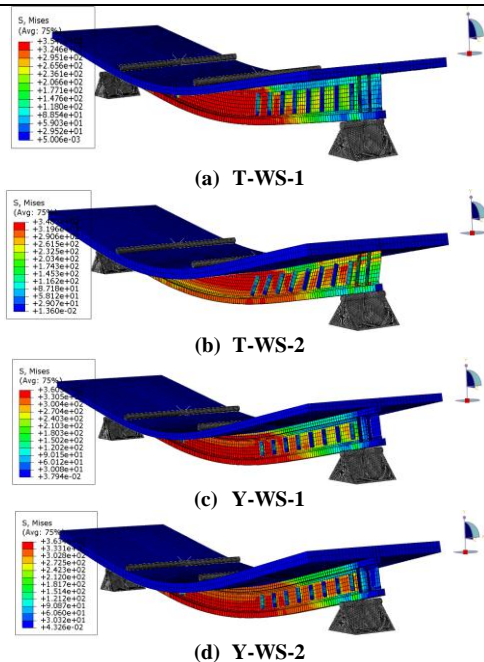 S, Mises
(Avg: 75%)
+3.246e+02
+2.951e+02
+2.656e+02
+2.361e+02
+2.066e+02
+1.771e+02
+1.476e+02
+1.180e+02
+8.854e+01
+5.903e+01
+2.952e+01
+5.006e-03
(a) T-WS-1
S, Mises
(Avg: 75%)
+3.196e+02
+2.906e+02
+2.615e+02
+2.325e+02
+2.034e+02
+1.743e+02
+1.453e+02
+1.162e+02
+8.718e+01
+5.812e+01
+2.907e+01
+1.360e-02
(b) T-WS-2
S, Mises
(Avg: 75%)
+3.305e+02
+3.004e+02
+2.704e+02
+2.403e+02
+2.103e+02
+1.803e+02
+1.502e+02
+1.202e+02
+9.015e+01
+6.012e+01
+3.008e+01
+3.794e-02
(c) Y-WS-1
S, Mises
(Avg: 75%)
+3.331e+02
+3.028e+02
+2.725e+02
+2.423e+02
+2.120e+02
+1.817e+02
+1.514e+02
+1.212e+02
+9.087e+01
+6.060e+01
+3.032e+01
+4.326e-02
(d) Y-WS-2